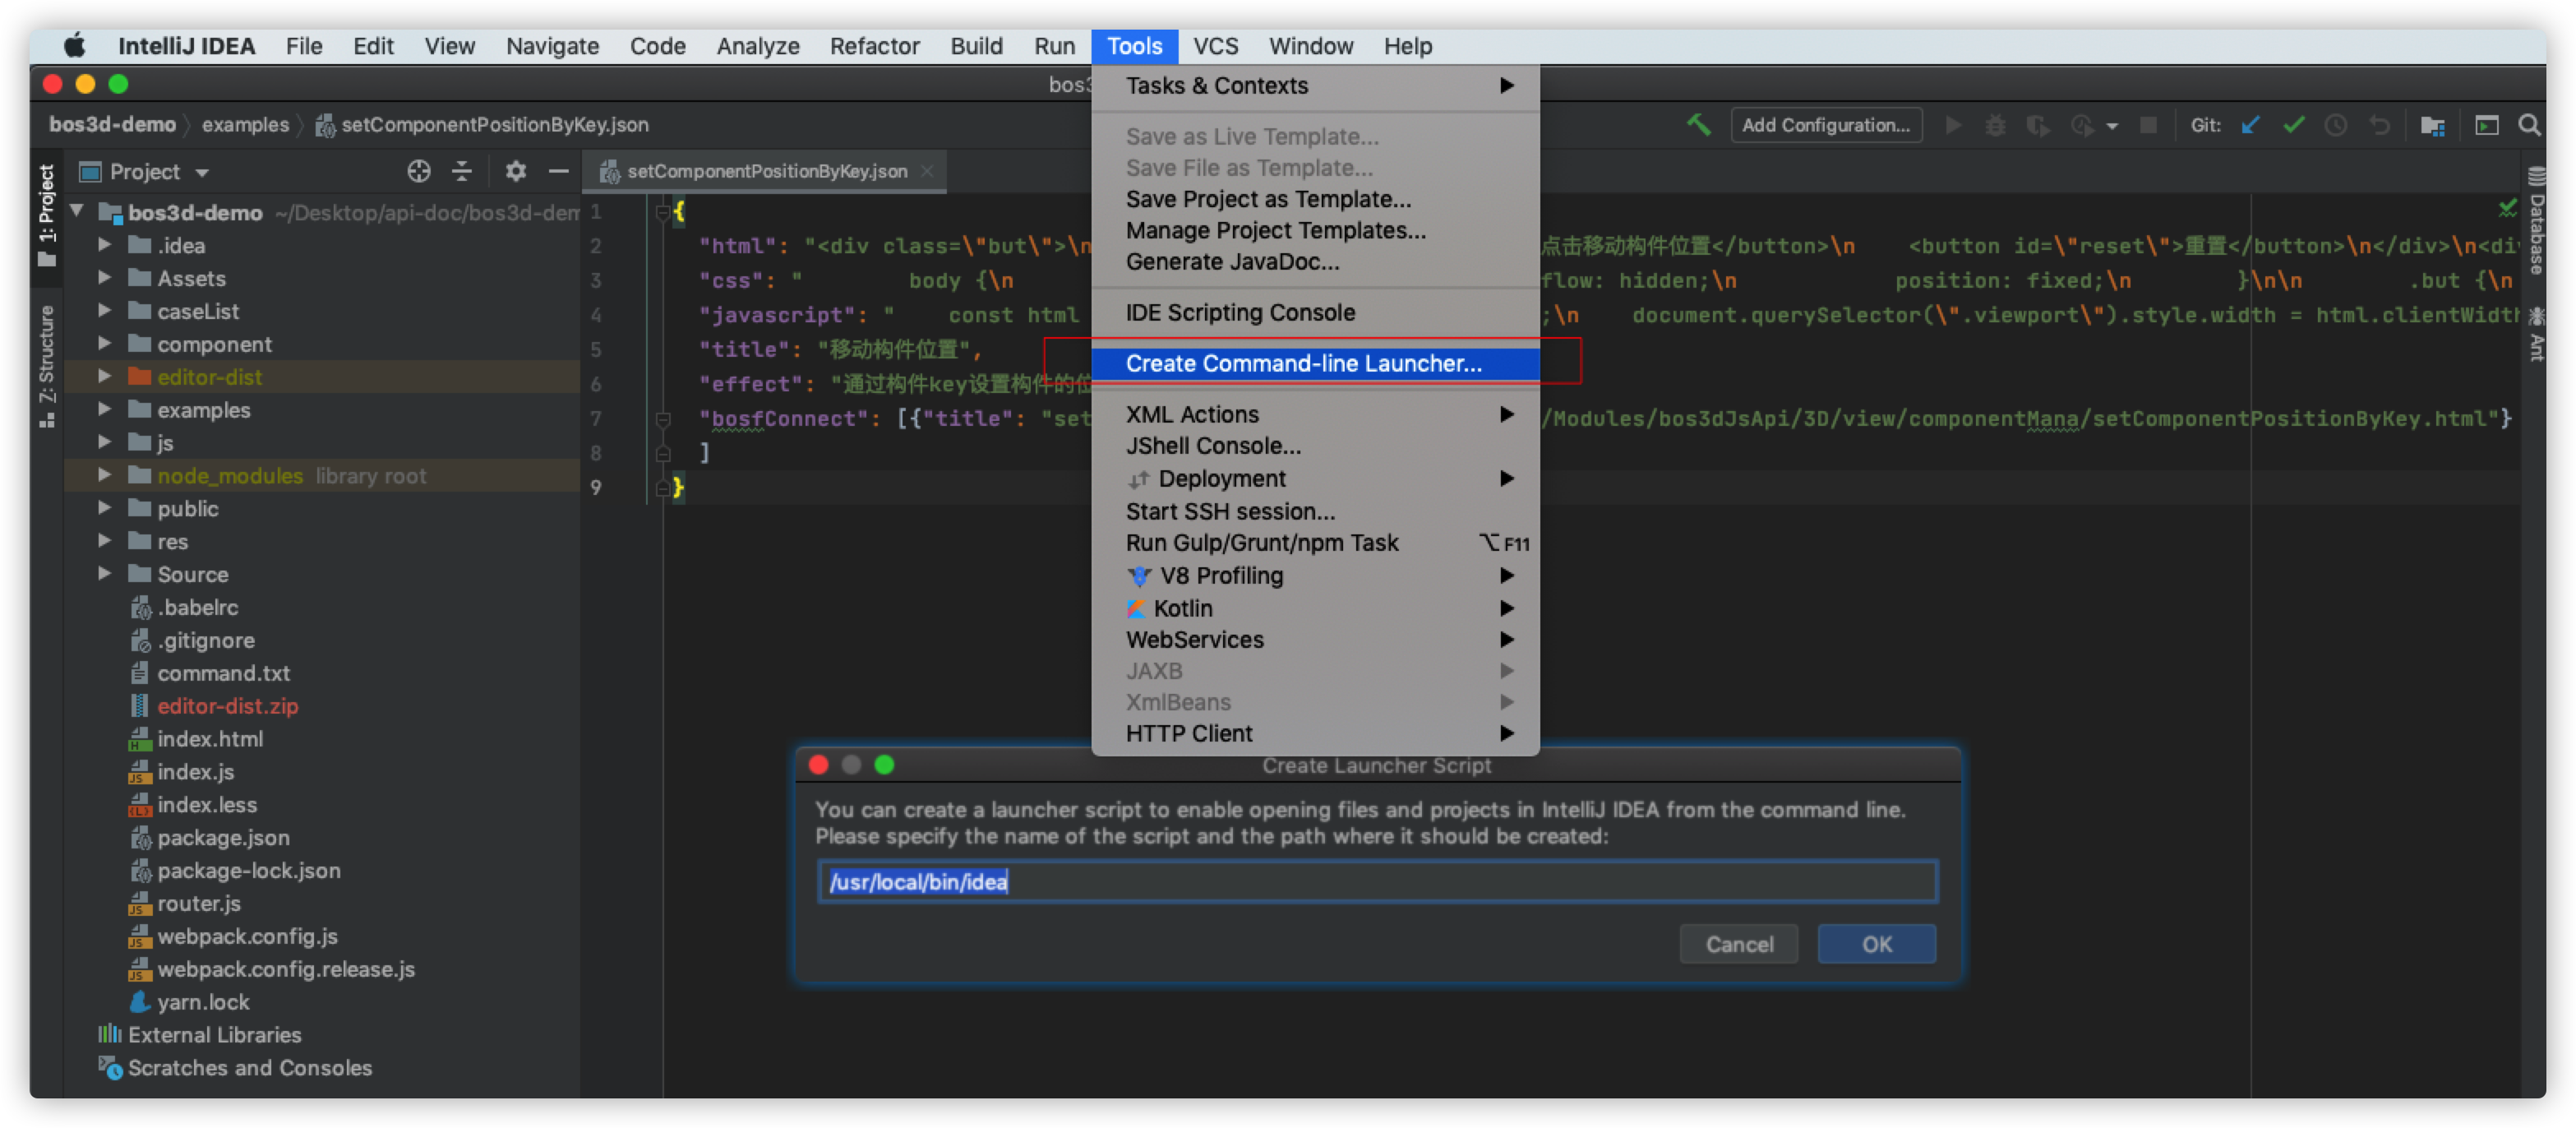 IntelliJ IDEA File Edit View Navigate Code Analyze Refactor Build Run Tools VCS Window Help
bos3d-demo examples setComponentPositionByKey.json
Add Configuration... Git:
Project
setComponentPositionByKey.json
1: Project
Z: Structure
bos3d-demo ~/Desktop/api-doc/bos3d-dem
.idea
Assets
caseList
component
editor-dist
examples
js
node_modules library root
public
res
Source
.babelrc
.gitignore
command.txt
editor-dist.zip
index.html
index.js
index.less
package.json
package-lock.json
router.js
webpack.config.js
webpack.config.release.js
yarn.lock
External Libraries
Scratches and Consoles
1 {
2 "html": "<div class=\"but\">\n 点击移动构件位置</button>\n <button id=\"reset\">重置</button>\n</div>\n<div
3 "css": " body {\n flow: hidden;\n position: fixed;\n }\n\n .but {\n
4 "javascript": " const html ;\n document.querySelector(\".viewport\").style.width = html.clientWidth
5 "title": "移动构件位置",
6 "effect": "通过构件key设置构件的位
7 "bosfConnect": [{"title": "set /Modules/bos3dJsApi/3D/view/componentMana/setComponentPositionByKey.html"}
8 ]
9 }
Tasks & Contexts
Save as Live Template...
Save File as Template...
Save Project as Template...
Manage Project Templates...
Generate JavaDoc...
IDE Scripting Console
Create Command-line Launcher...
XML Actions
JShell Console...
Deployment
Start SSH session...
Run Gulp/Grunt/npm Task ⌥F11
V8 Profiling
Kotlin
WebServices
JAXB
XmlBeans
HTTP Client
Database
Ant
Create Launcher Script
You can create a launcher script to enable opening files and projects in IntelliJ IDEA from the command line.
Please specify the name of the script and the path where it should be created:
/usr/local/bin/idea
Cancel OK